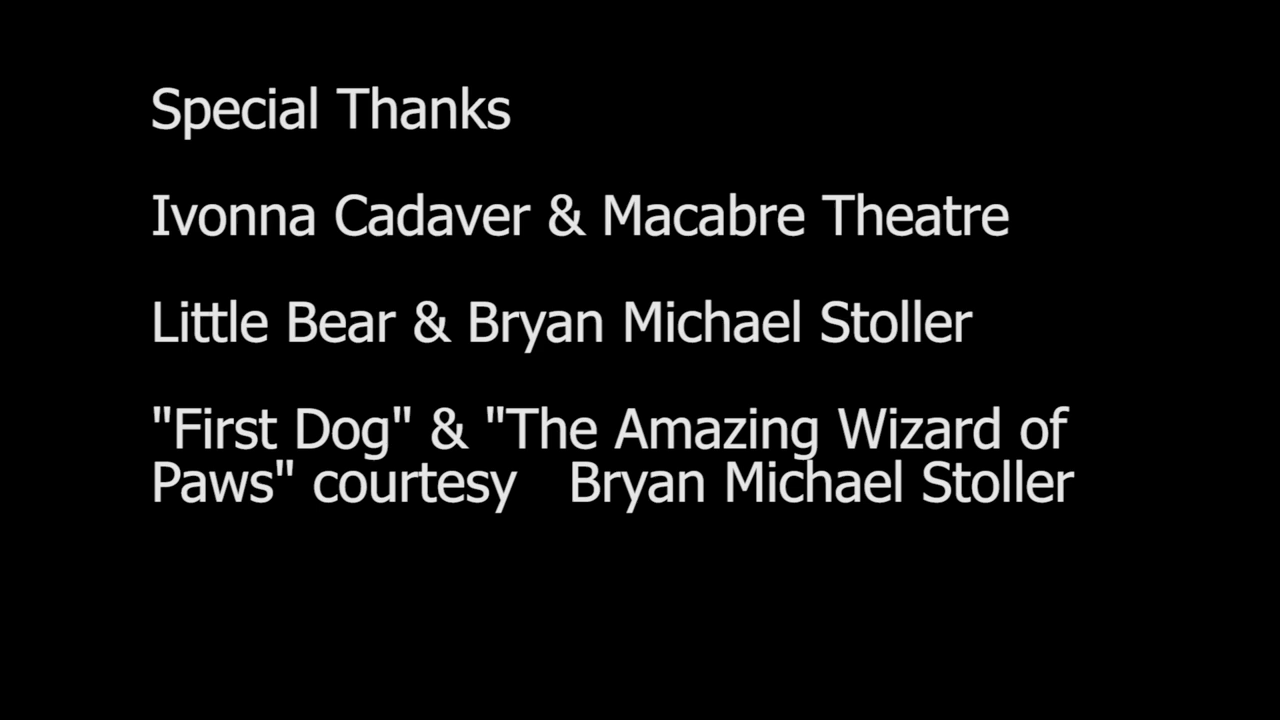 Special Thanks
Ivonna Cadaver & Macabre Theatre
Little Bear & Bryan Michael Stoller
"First Dog" & "The Amazing Wizard of
Paws" courtesy   Bryan Michael Stoller